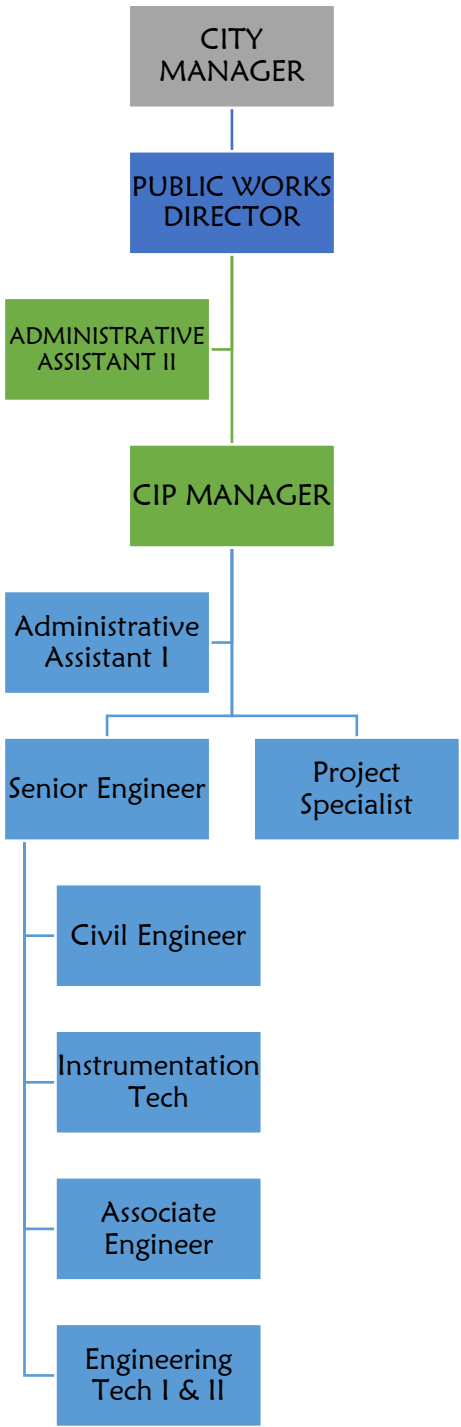 CITY
MANAGER
PUBLIC WORKS
DIRECTOR
ADMINISTRATIVE
ASSISTANT II
CIP MANAGER
Administrative
Assistant I
Senior Engineer
Project
Specialist
Civil Engineer
Instrumentation
Tech
Associate
Engineer
Engineering
Tech I & II